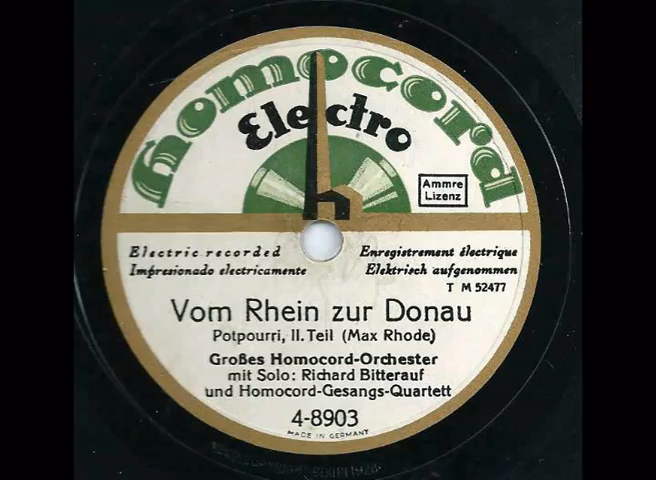 Homocord
Electro
Ammre
Lizenz
Electric recorded
Enregistrement électrique
Impresionado electricamente
Elektrisch aufgenommen
T M 52477
Vom Rhein zur Donau
Potpourri, II. Teil (Max Rhode)
Großes Homocord-Orchester
mit Solo: Richard Bitterauf
und Homocord-Gesangs-Quartett
4-8903
MADE IN GERMANY